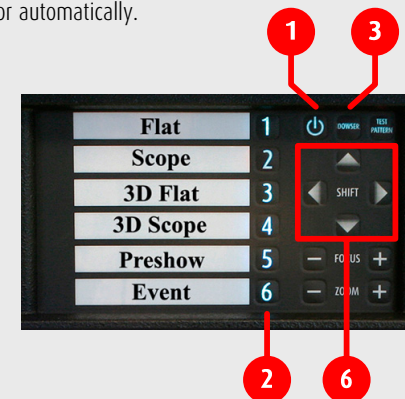 or automatically.
1
3
Flat 1 DOWSER TEST PATTERN
Scope 2
3D Flat 3 SHIFT
3D Scope 4
Preshow 5 − FOCUS +
Event 6 − ZOOM +
2
6